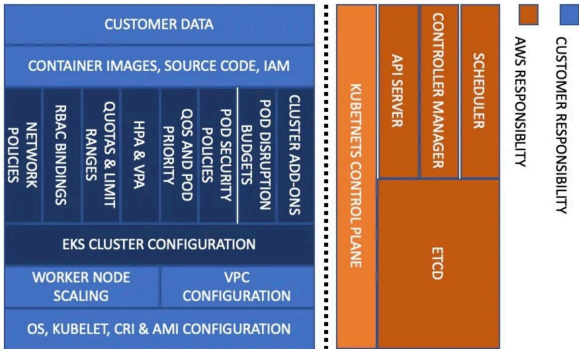 CUSTOMER DATA
CONTAINER IMAGES, SOURCE CODE, IAM
NETWORK
POLICIES
RBAC BINDINGS
QUOTAS & LIMIT
RANGES
HPA & VPA
QOS AND POD
PRIORITY
POD SECURITY
POLICIES
POD DISRUPTION
BUDGETS
CLUSTER ADD-ONS
EKS CLUSTER CONFIGURATION
WORKER NODE
SCALING
VPC
CONFIGURATION
OS, KUBELET, CRI & AMI CONFIGURATION
KUBETNETS CONTROL PLANE
API SERVER
CONTROLLER MANAGER
SCHEDULER
ETCD
AWS RESPONSIBLITY
CUSTOMER RESPONSIBILITY